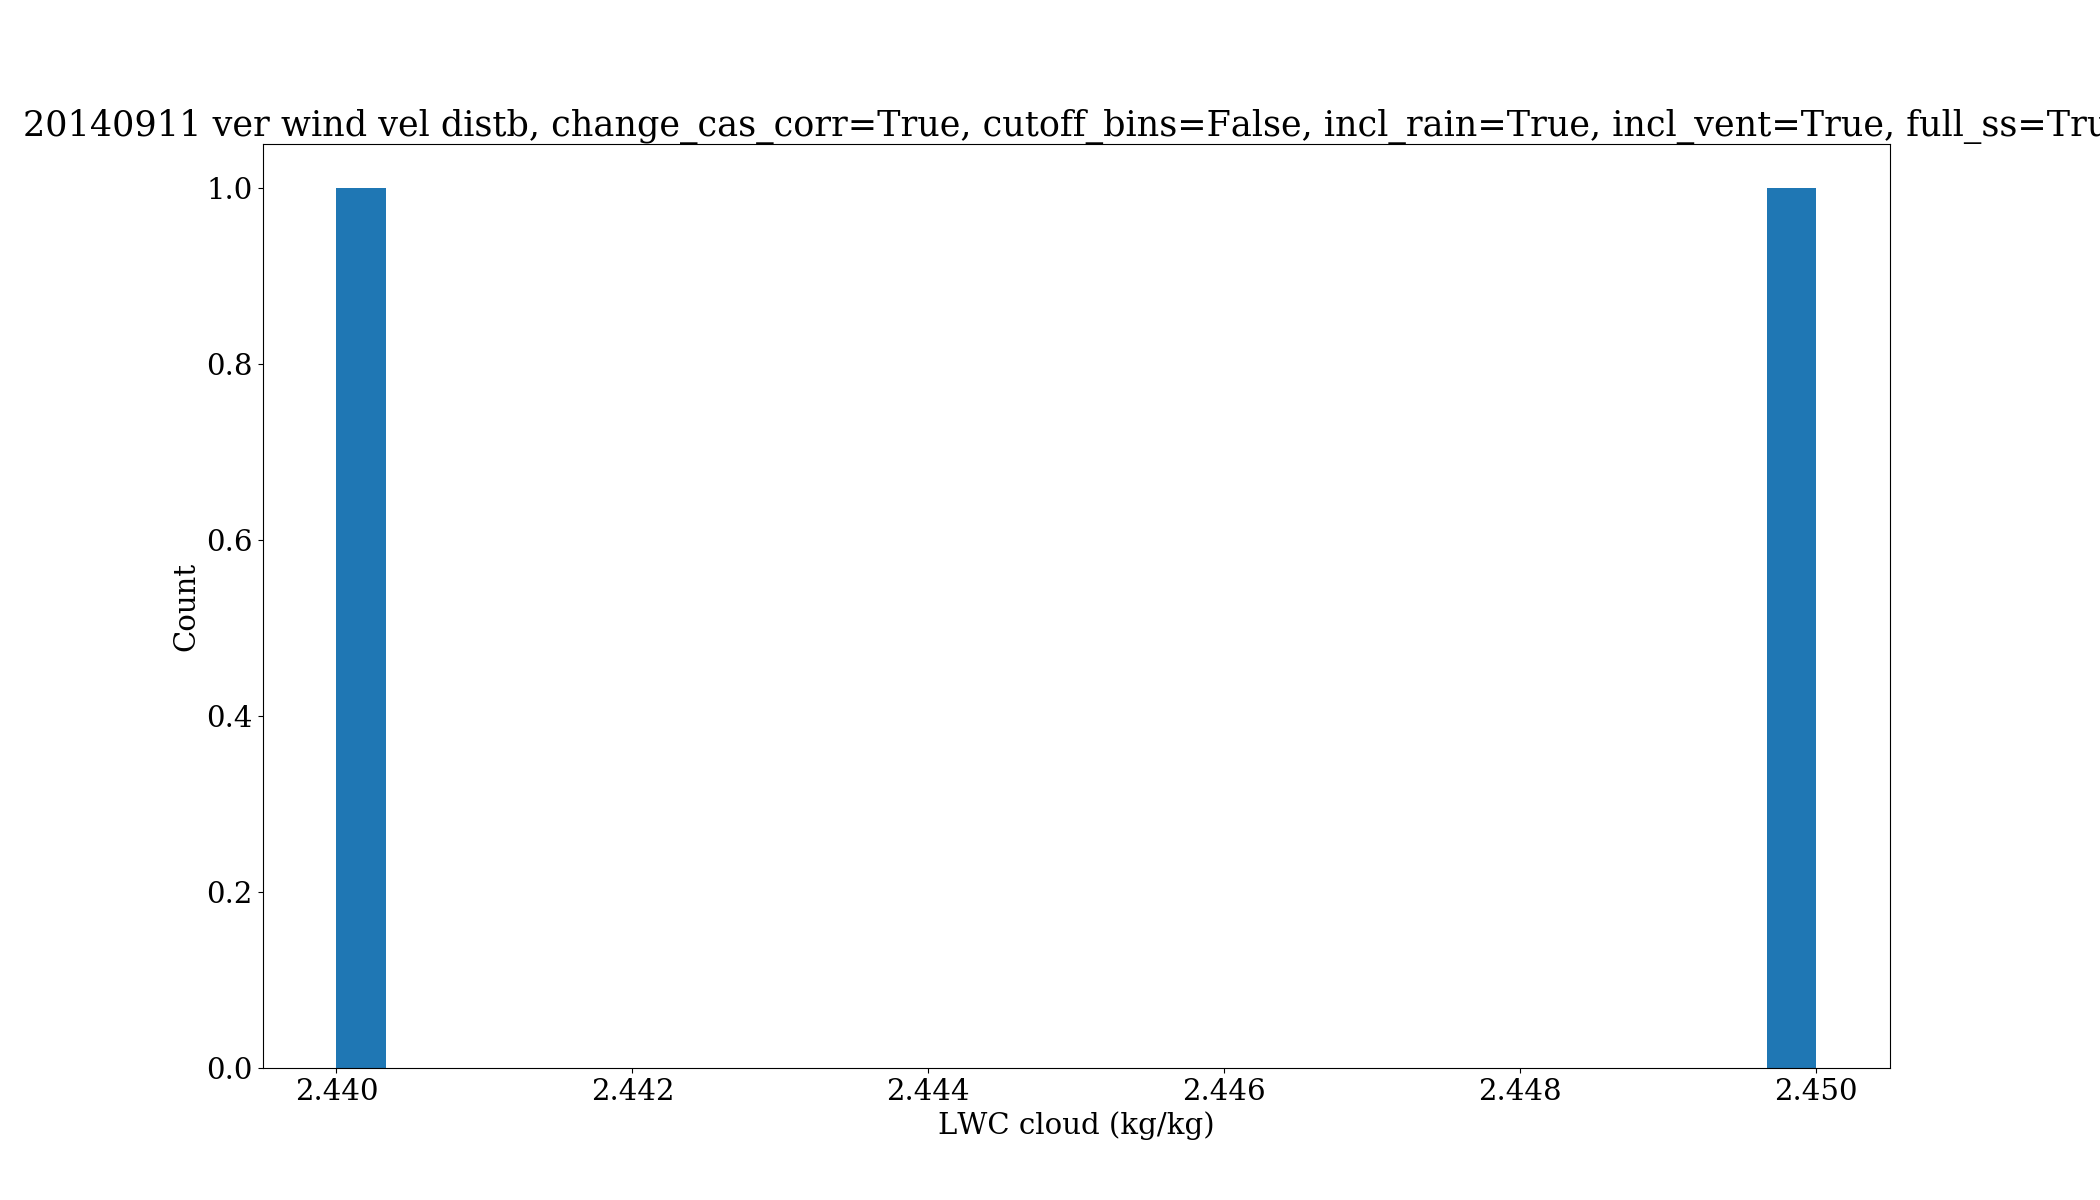 20140911 ver wind vel distb, change_cas_corr=True, cutoff_bins=False, incl_rain=True, incl_vent=True, full_ss=Tru
1.0
0.8
0.6
0.4
0.2
0.0
Count
2.440 2.442 2.444 2.446 2.448 2.450
LWC cloud (kg/kg)